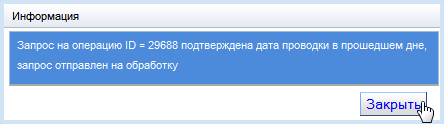 Информация
Запрос на операцию ID = 29688 подтверждена дата проводки в прошедшем дне,
запрос отправлен на обработку
Закрыть